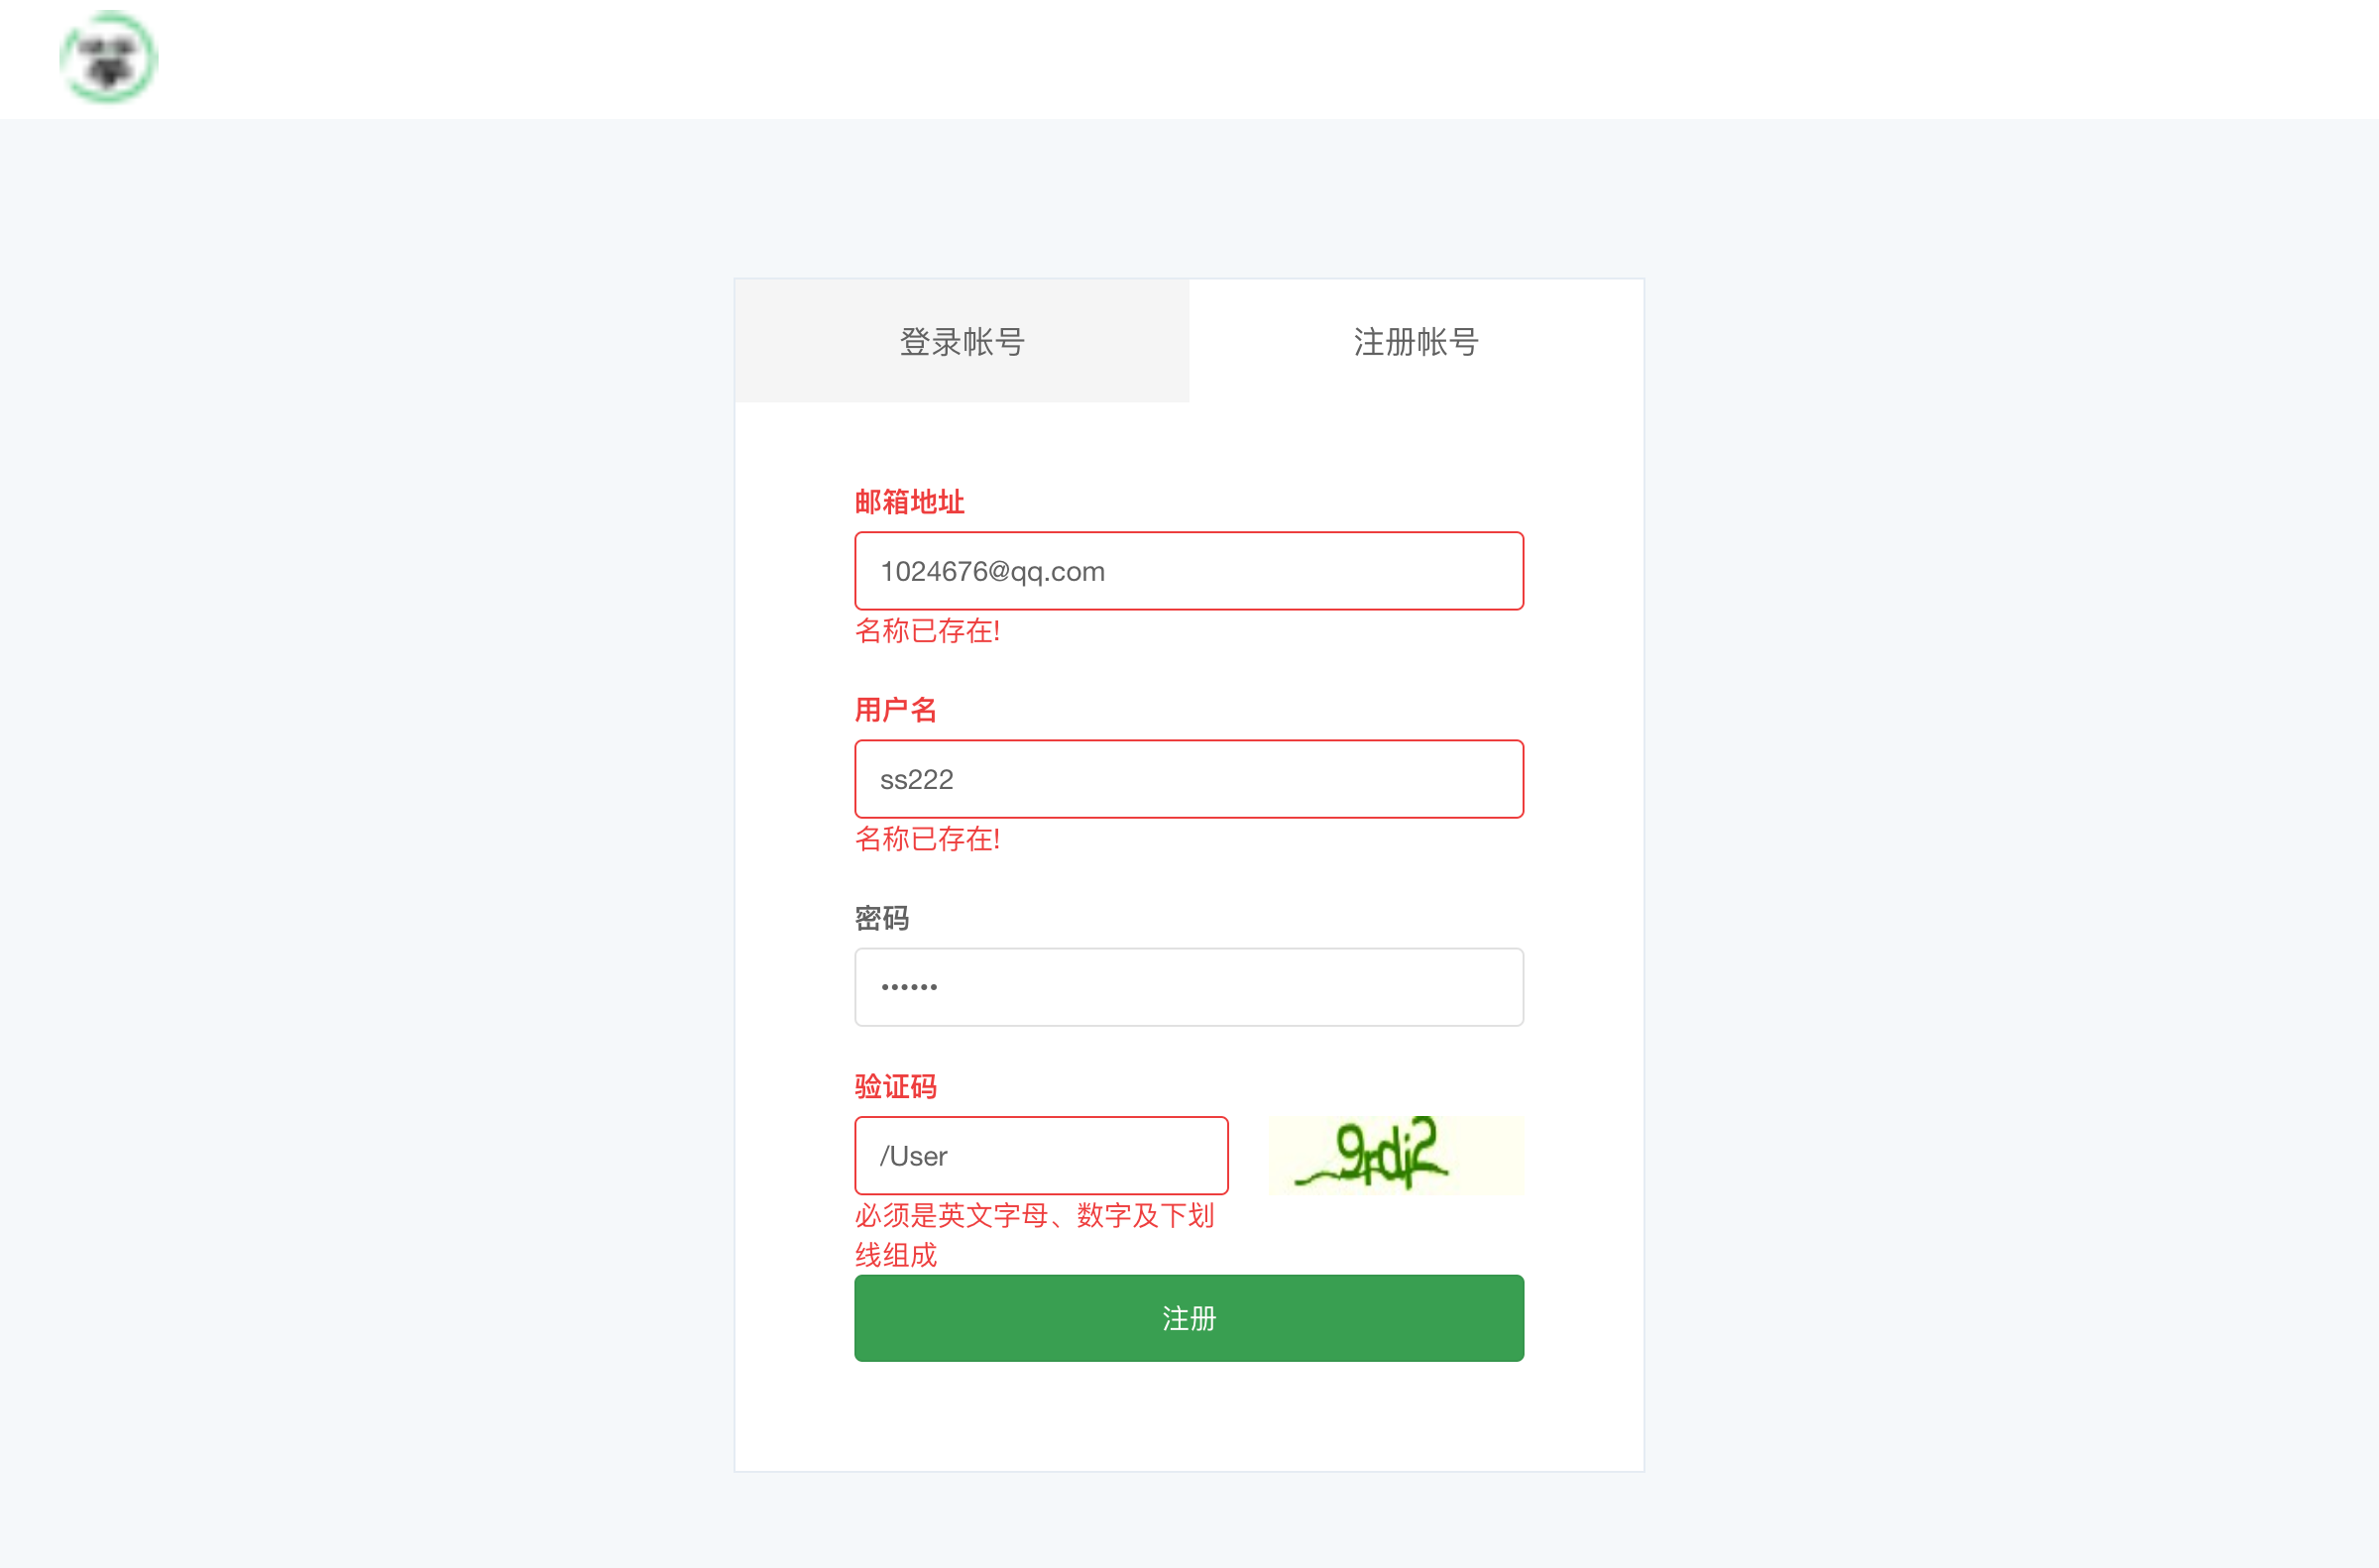 登录帐号
注册帐号
邮箱地址
1024676@qq.com
名称已存在!
用户名
ss222
名称已存在!
密码
••••••
验证码
/User
必须是英文字母、数字及下划
线组成
注册